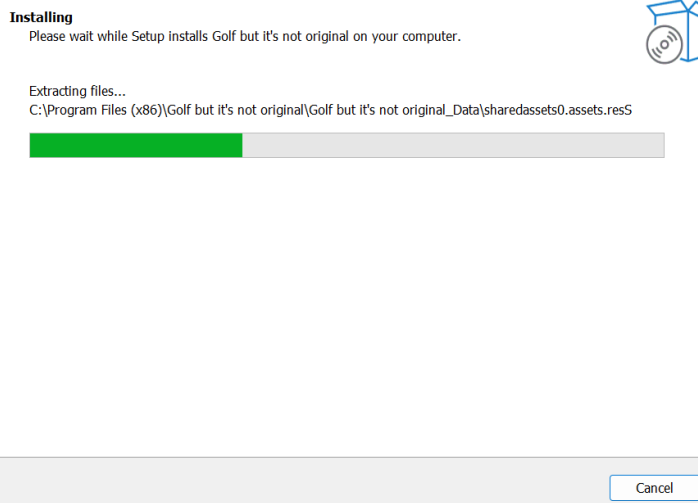 Installing
Please wait while Setup installs Golf but it's not original on your computer.
Extracting files...
C:\Program Files (x86)\Golf but it's not original\Golf but it's not original_Data\sharedassets0.assets.resS
Cancel